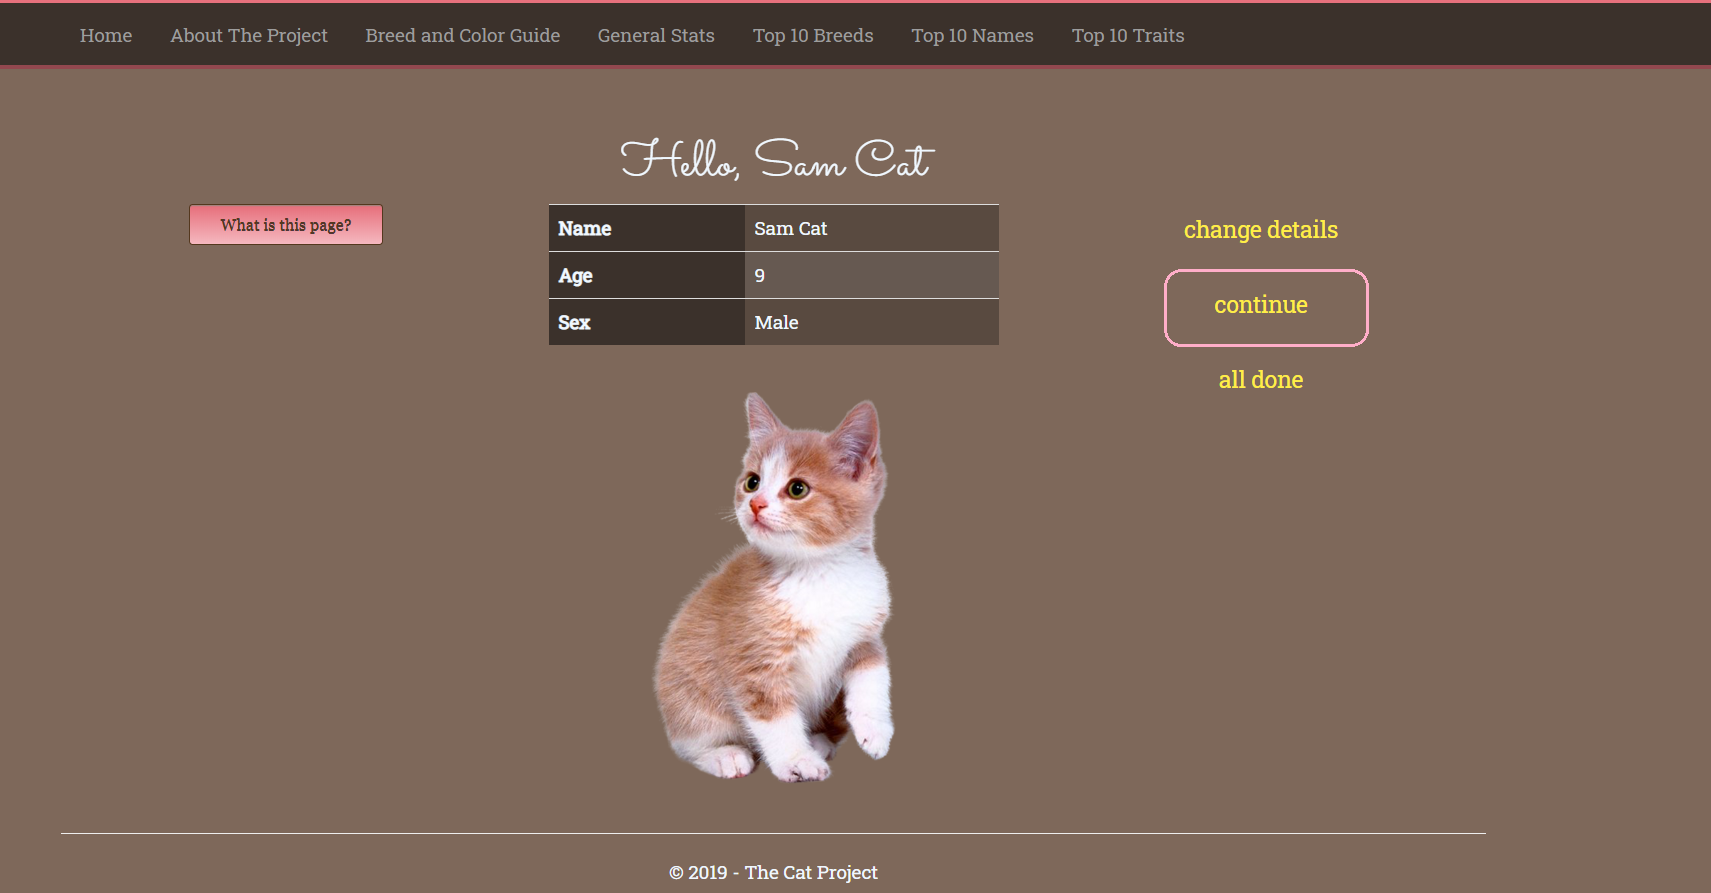 Home About The Project Breed and Color Guide General Stats Top 10 Breeds Top 10 Names Top 10 Traits
Hello, Sam Cat
What is this page?
Name Sam Cat
Age 9
Sex Male
change details
continue
all done
© 2019 - The Cat Project